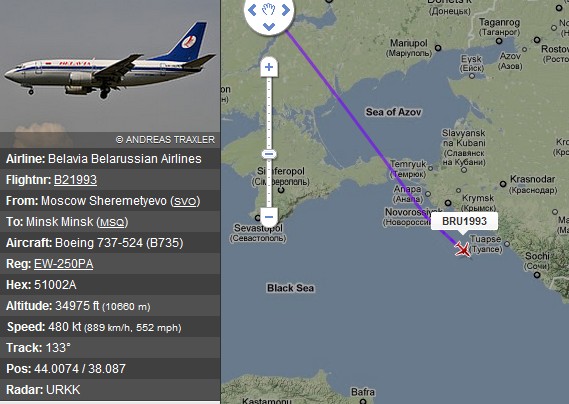 BELAVIA
© ANDREAS TRAXLER
Airline: Belavia Belarussian Airlines
Flightnr: B21993
From: Moscow Sheremetyevo (SVO)
To: Minsk Minsk (MSQ)
Aircraft: Boeing 737-524 (B735)
Reg: EW-250PA
Hex: 51002A
Altitude: 34975 ft (10660 m)
Speed: 480 kt (889 km/h, 552 mph)
Track: 133°
Pos: 44.0074 / 38.087
Radar: URKK
Donets'k
(Донецьк)
Taganrog
(Таганрог)
Mariupol
(Маріуполь)
Rostov
Azov
(Азов)
Eysk
(Ейск)
Sea of Azov
Slavyansk
na Kubani
(Славянск
на Кубани)
Temryuk
(Темрюк)
Krasnodar
(Краснодар)
Anapa
(Анапа)
Krymsk
(Крымск)
Novorossiysk
(Новоросси
BRU1993
Tuapse
(Туапсе)
Sochi
(Сочи)
Simferopol
(Сімферополь)
Sevastopol
(Севастополь)
Black Sea
Bafra
Kastamonu